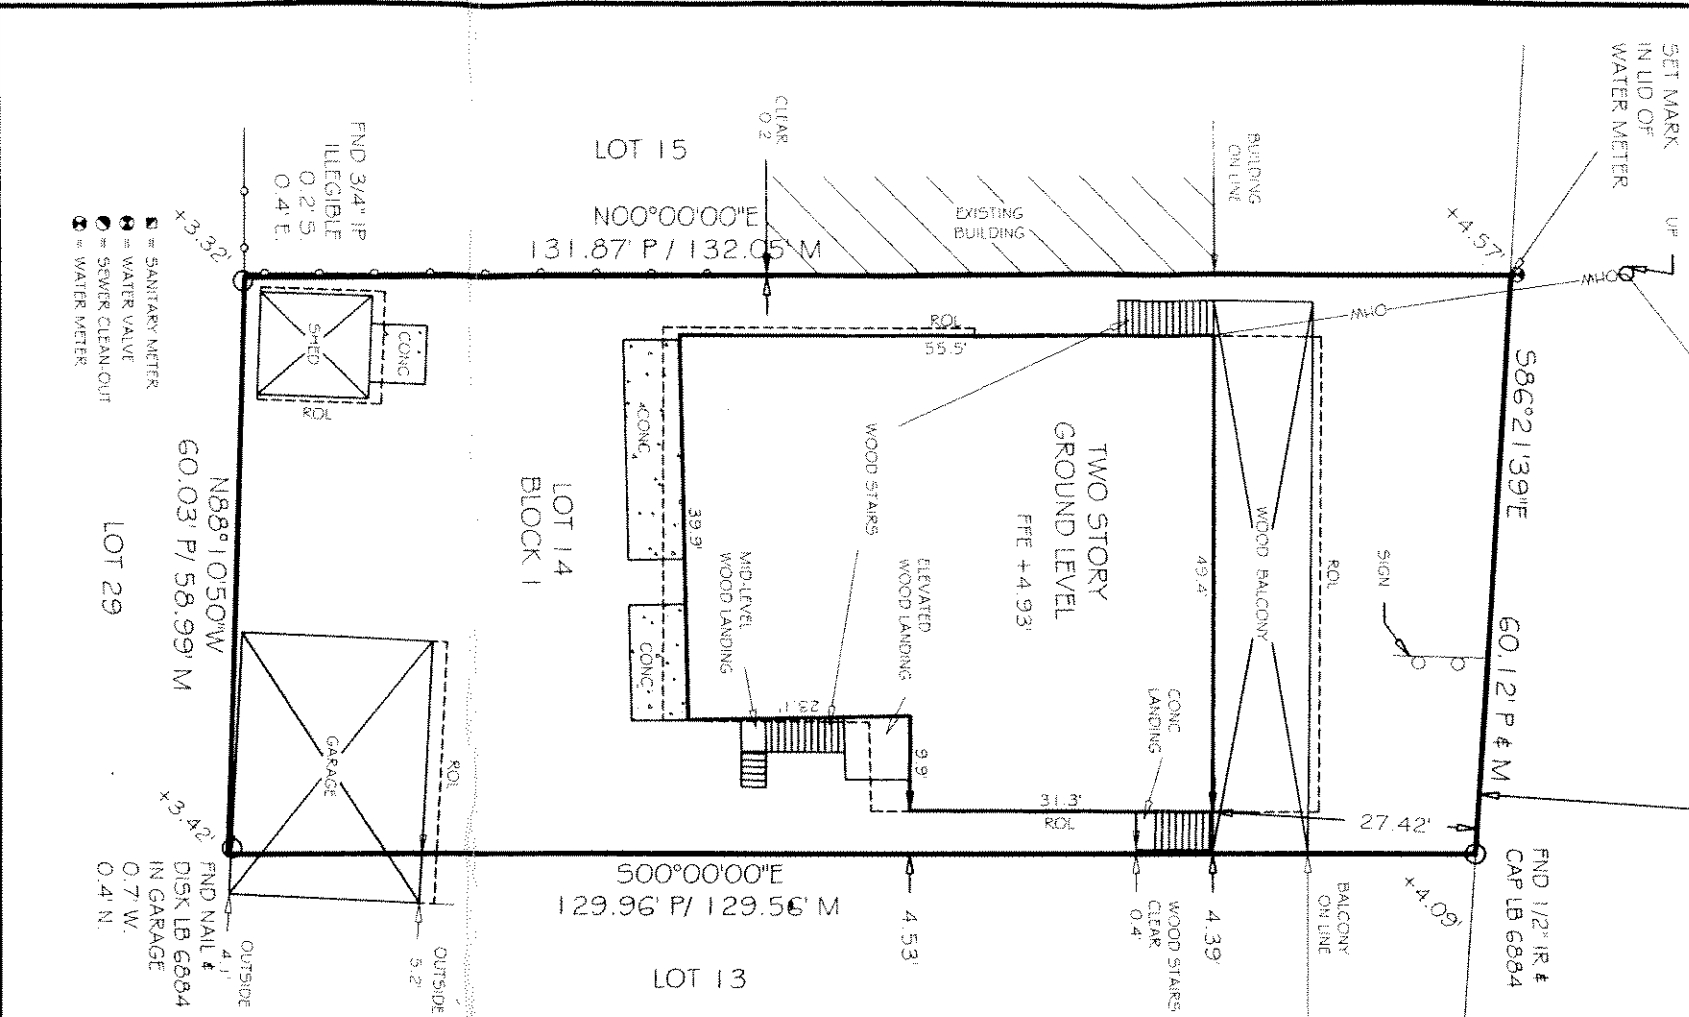 SET MARK
IN LID OF
WATER METER
UP
OHW
OHW
×4.57'
S86°21'39"E
60.12' P & M
BUILDING
ON LINE
CLEAR
0.2'
LOT 15
N00°00'00"E
131.87' P / 132.05' M
EXISTING
BUILDING
FND 3/4" IP
ILLEGIBLE
0.2' S.
0.4' E.
×3.32'
= SANITARY METER
= WATER VALVE
= SEWER CLEAN-OUT
= WATER METER
SHED
CONC
ROL
ROL
55.5'
CONC
CONC
39.9'
WOOD STAIRS
TWO STORY
GROUND LEVEL
FFE +4.93'
49.4'
WOOD BALCONY
ROL
SIGN
LOT 14
BLOCK 1
MID-LEVEL
WOOD LANDING
ELEVATED
WOOD LANDING
23.1'
9.9'
31.3'
ROL
CONC
LANDING
27.42'
N88°10'50"W
60.03' P/ 58.99' M
LOT 29
GARAGE
ROL
×3.42'
FND NAIL &
DISK LB 6884
IN GARAGE
0.7' W.
0.4' N.
OUTSIDE
4.1'
OUTSIDE
5.2'
S00°00'00"E
129.96' P/ 129.56' M
LOT 13
4.53'
WOOD STAIRS
CLEAR
0.4'
4.39'
BALCONY
ON LINE
×4.09'
FND 1/2" IR &
CAP LB 6884